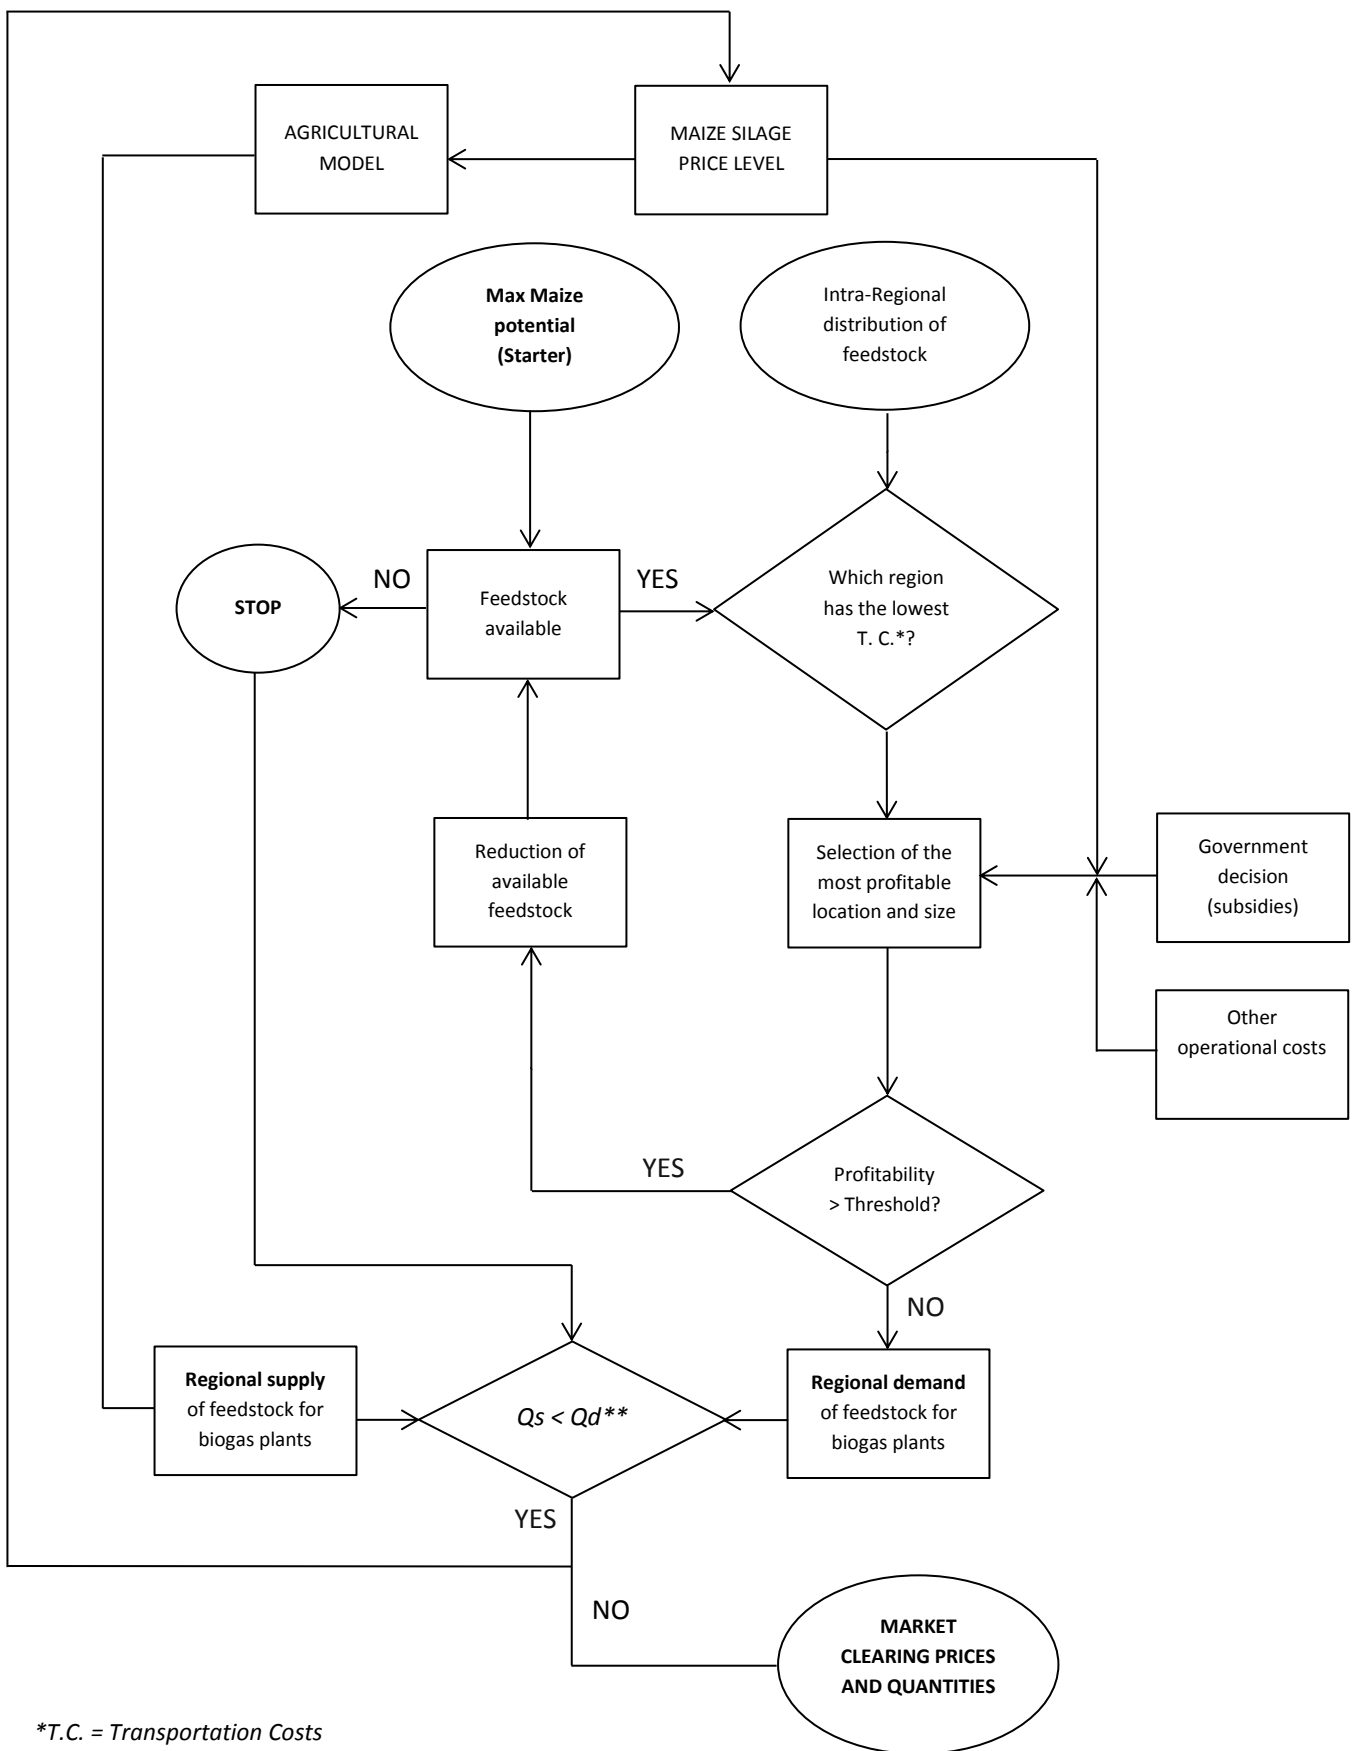 AGRICULTURAL
MODEL
MAIZE SILAGE
PRICE LEVEL
Max Maize
potential
(Starter)
Intra-Regional
distribution of
feedstock
STOP
NO
Feedstock
available
YES
Which region
has the lowest
T. C.*?
Reduction of
available
feedstock
Selection of the
most profitable
location and size
Government
decision
(subsidies)
Other
operational costs
YES
Profitability
> Threshold?
NO
Regional supply
of feedstock for
biogas plants
Qs < Qd**
Regional demand
of feedstock for
biogas plants
YES
NO
MARKET
CLEARING PRICES
AND QUANTITIES
*T.C. = Transportation Costs